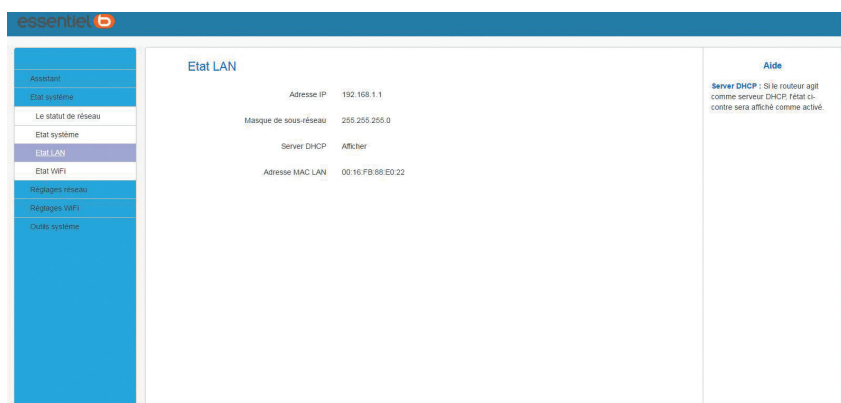 essentiel b
Assistant
Etat système
Le statut de réseau
Etat système
Etat LAN
Etat WiFi
Réglages réseau
Réglages WiFi
Outils système
Etat LAN
Adresse IP 192.168.1.1
Masque de sous-réseau 255.255.255.0
Server DHCP Afficher
Adresse MAC LAN 00:16:FB:88:E0:22
Aide
Server DHCP : Si le routeur agit
comme serveur DHCP, l'état ci-
contre sera affiché comme activé.